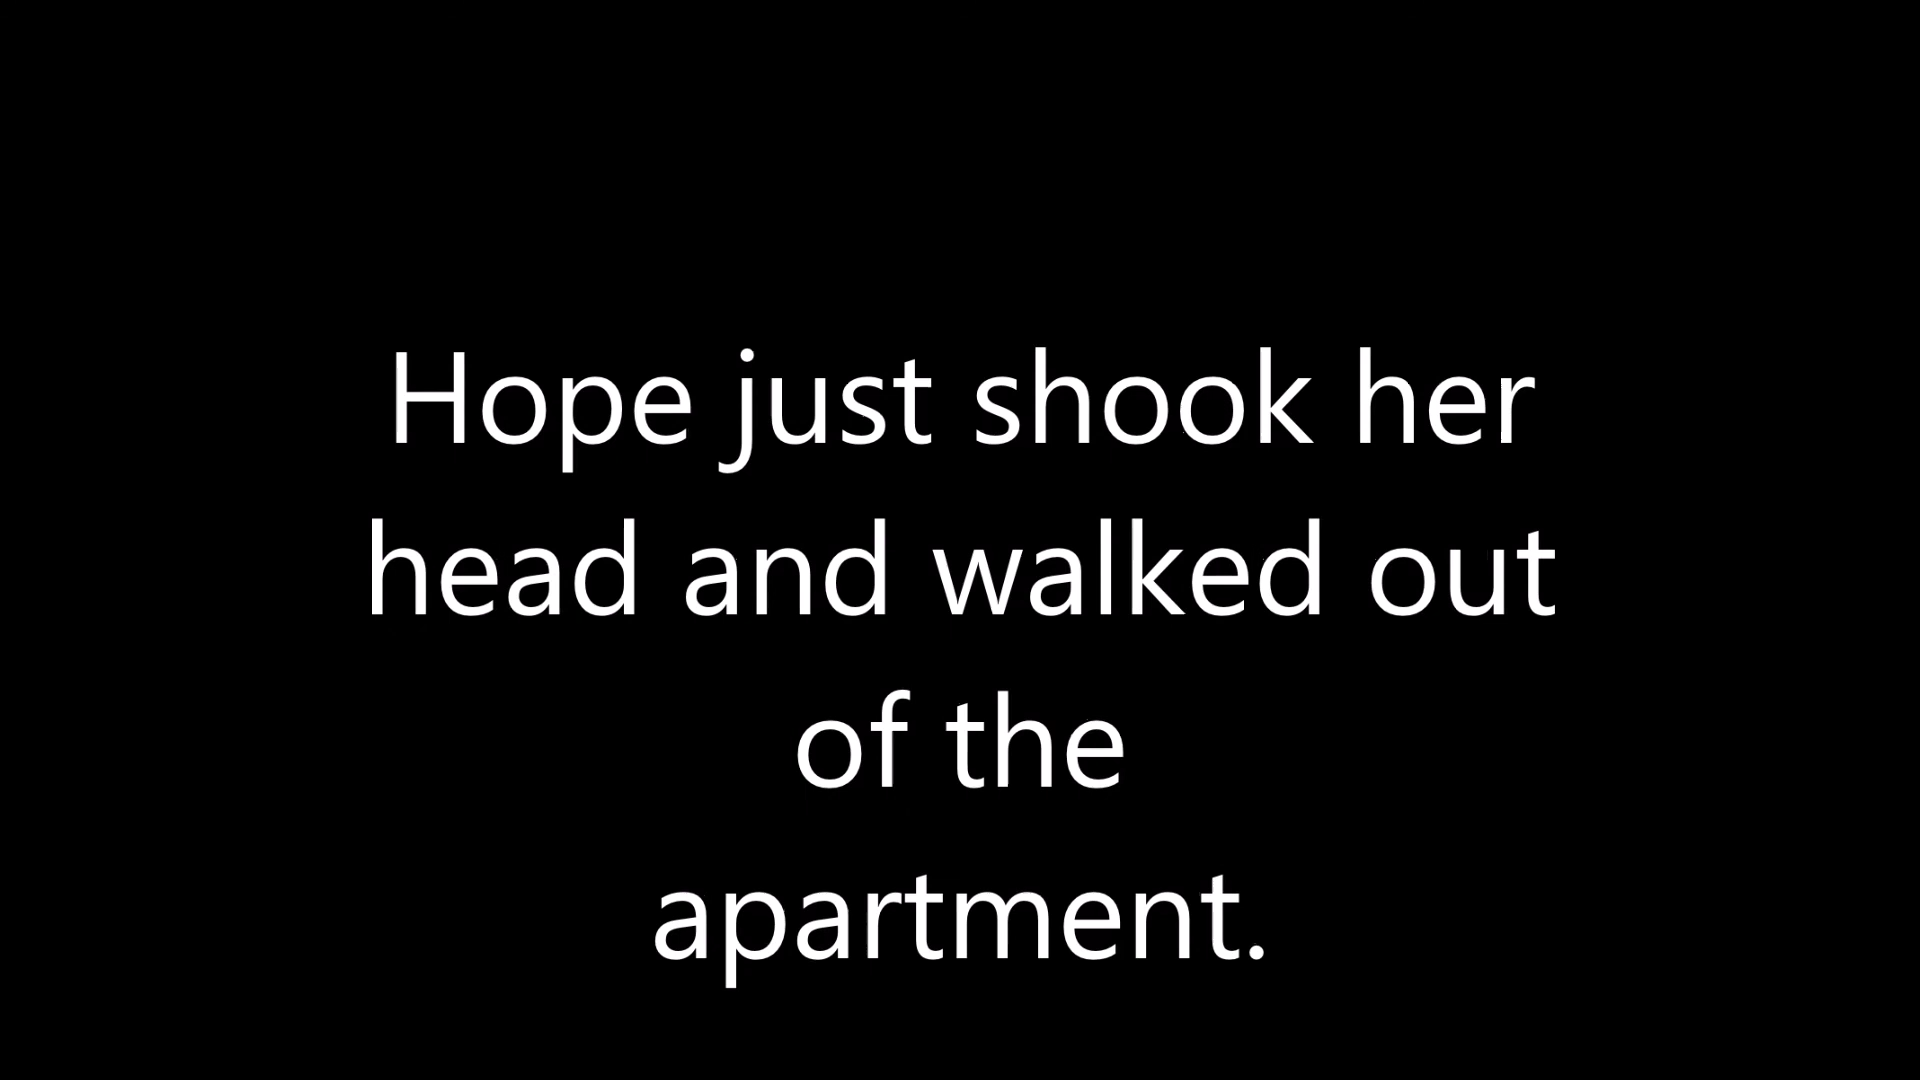 Hope just shook her
head and walked out
of the
apartment.